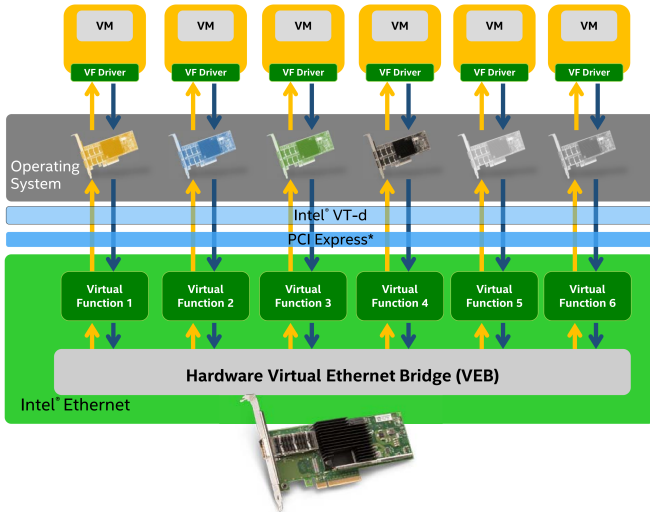 VM VM VM VM VM VM
VF Driver VF Driver VF Driver VF Driver VF Driver VF Driver
Operating
System
Intel® VT-d
PCI Express*
Virtual
Function 1
Virtual
Function 2
Virtual
Function 3
Virtual
Function 4
Virtual
Function 5
Virtual
Function 6
Hardware Virtual Ethernet Bridge (VEB)
Intel® Ethernet